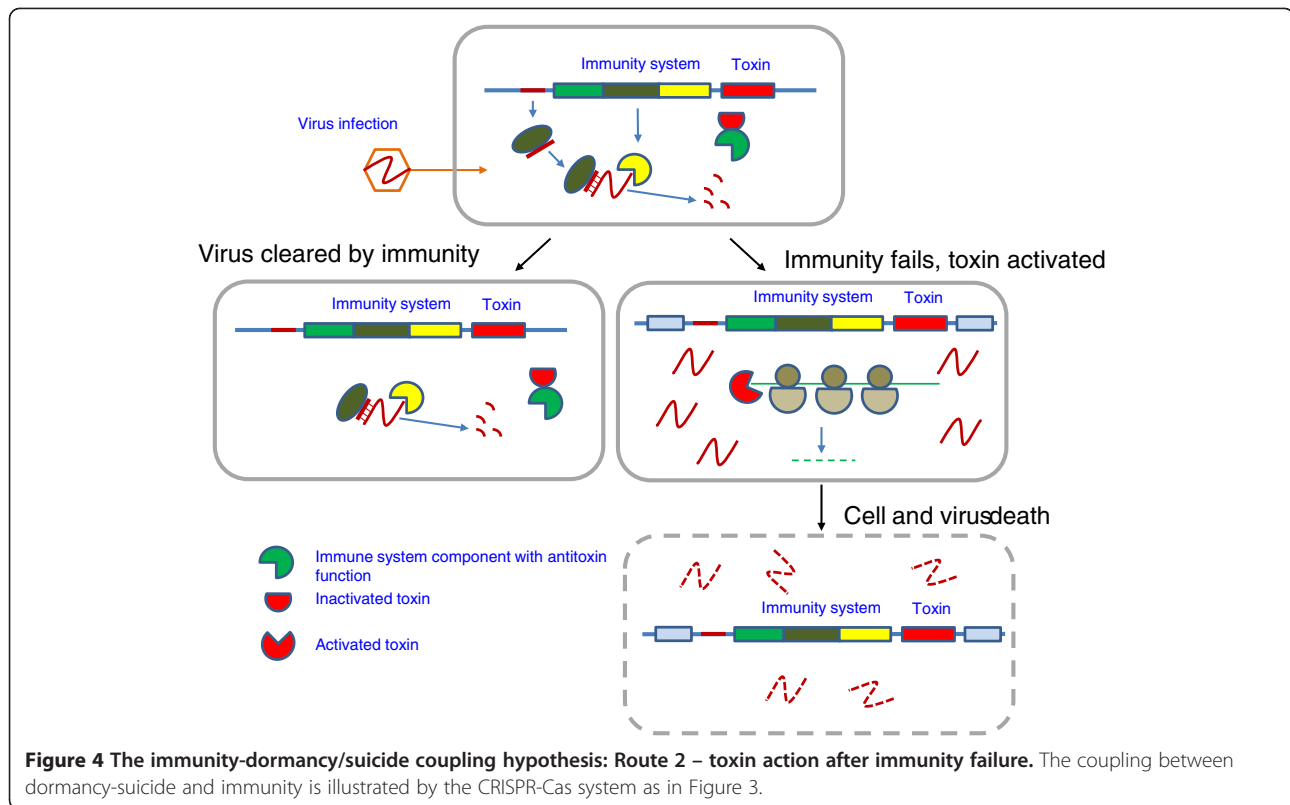 Immunity system Toxin
Virus infection
Virus cleared by immunity
Immunity fails, toxin activated
Immunity system Toxin
Immunity system Toxin
Cell and virusdeath
Immune system component with antitoxin
function
Inactivated toxin
Activated toxin
Immunity system Toxin
Figure 4 The immunity-dormancy/suicide coupling hypothesis: Route 2 – toxin action after immunity failure. The coupling between
dormancy-suicide and immunity is illustrated by the CRISPR-Cas system as in Figure 3.